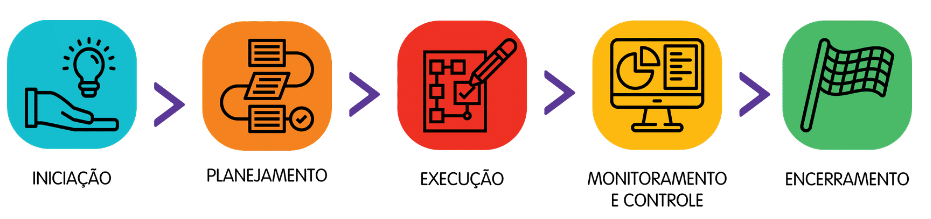 INICIAÇÃO
PLANEJAMENTO
EXECUÇÃO
MONITORAMENTO
E CONTROLE
ENCERRAMENTO